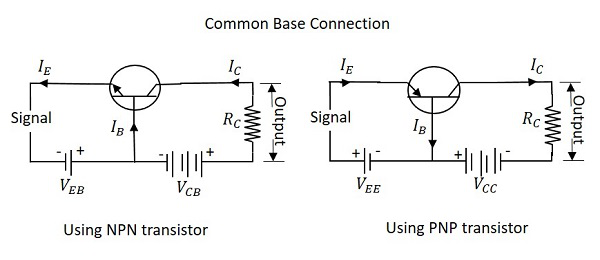 Common Base Connection
I_E
I_C
Signal
I_B
R_C
Output
- +
- +
V_EB
V_CB
Using NPN transistor
I_E
I_C
Signal
I_B
R_C
Output
+ -
+ -
V_EE
V_CC
Using PNP transistor